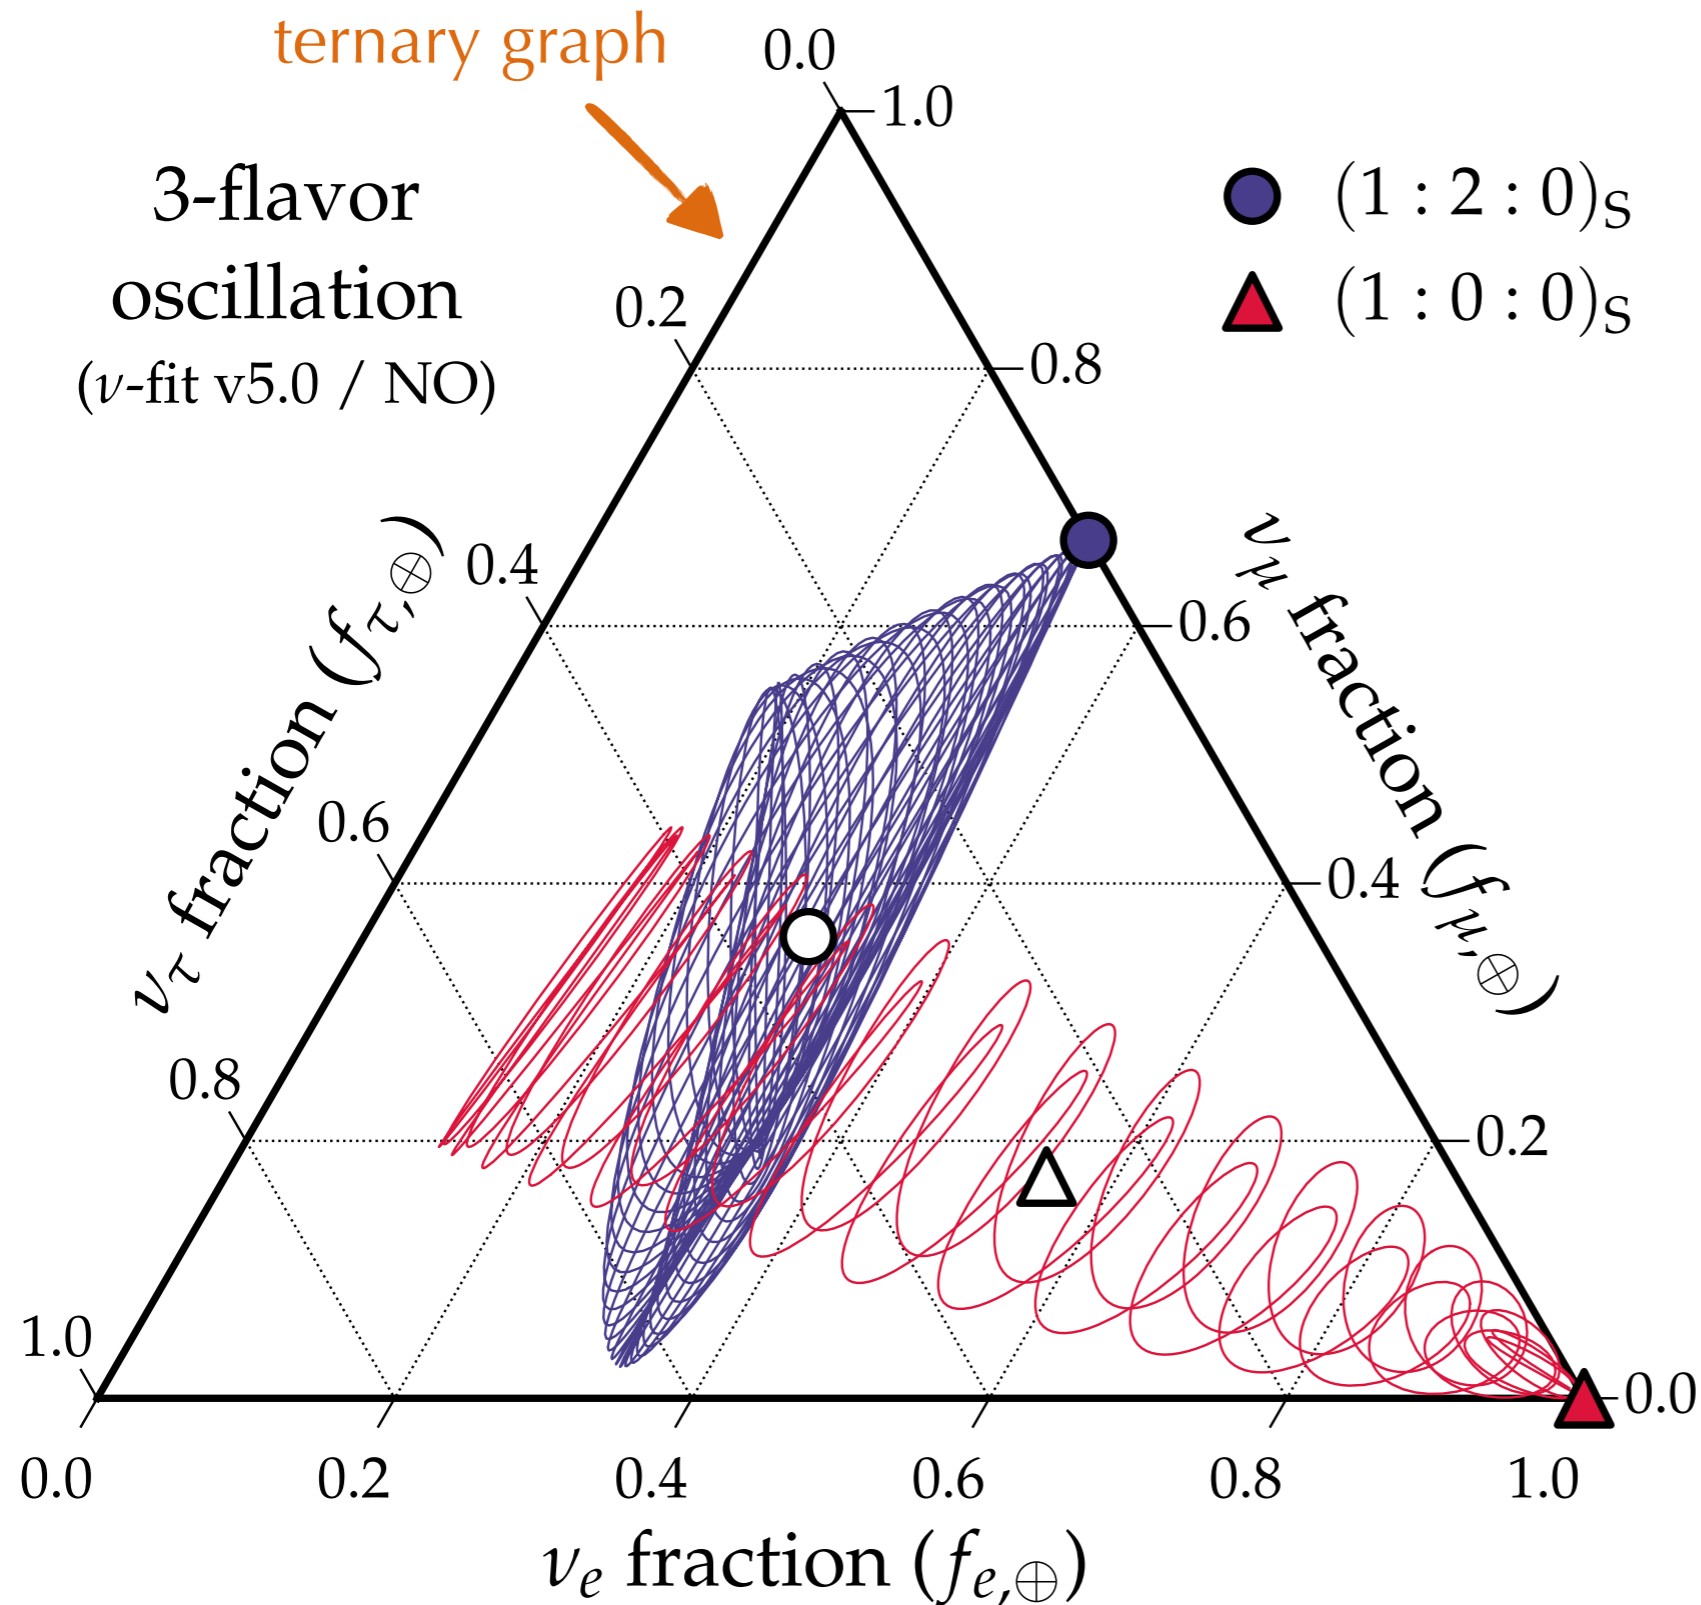 ternary graph
3-flavor
oscillation
(ν-fit v5.0 / NO)
(1 : 2 : 0)S
(1 : 0 : 0)S
0.0
0.2
0.4
0.6
0.8
1.0
ντ fraction (fτ,⊕)
1.0
0.8
0.6
0.4
0.2
0.0
νμ fraction (fμ,⊕)
0.0
0.2
0.4
0.6
0.8
1.0
νe fraction (fe,⊕)